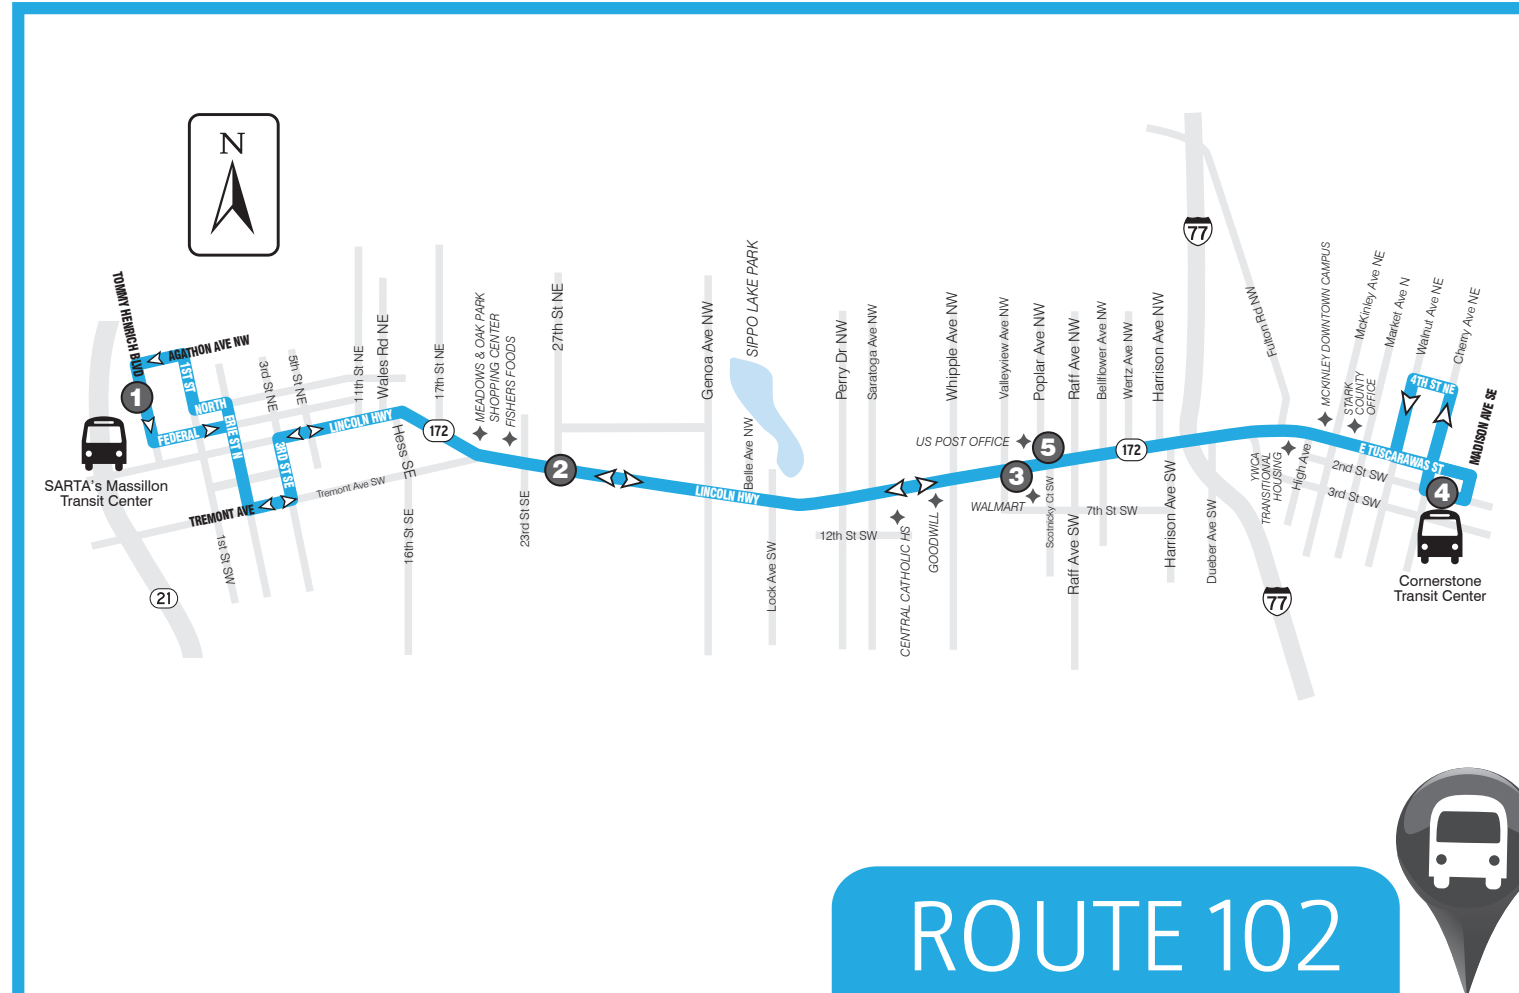 N
TOMMY HENRICH BLVD
AGATHON AVE NW
1ST ST
NORTH
FEDERAL
ERIE ST N
1
SARTA's Massillon
Transit Center
TREMONT AVE
21
1st St SW
3rd St NE
5th St NE
3RD ST SE
LINCOLN HWY
Tremont Ave SW
11th St NE
Wales Rd NE
Hess SE
16th St SE
17th St NE
172
MEADOWS & OAK PARK
SHOPPING CENTER
FISHERS FOODS
23rd St SE
27th St NE
2
LINCOLN HWY
Genoa Ave NW
SIPPO LAKE PARK
Belle Ave NW
Lock Ave SW
Perry Dr NW
Saratoga Ave NW
12th St SW
CENTRAL CATHOLIC HS
GOODWILL
Whipple Ave NW
Valleyview Ave NW
Poplar Ave NW
US POST OFFICE
5
3
WALMART
Scotnicky Ct SW
Raff Ave NW
Raff Ave SW
Bellflower Ave NW
Wertz Ave NW
Harrison Ave NW
172
7th St SW
Harrison Ave SW
Dueber Ave SW
77
77
Fulton Rd NW
YWCA
TRANSITIONAL
HOUSING
High Ave
MCKINLEY DOWNTOWN CAMPUS
STARK
COUNTY
OFFICE
McKinley Ave NE
Market Ave N
Walnut Ave NE
Cherry Ave NE
4TH ST NE
E TUSCARAWAS ST
MADISON AVE SE
2nd St SW
3rd St SW
4
Cornerstone
Transit Center
ROUTE 102